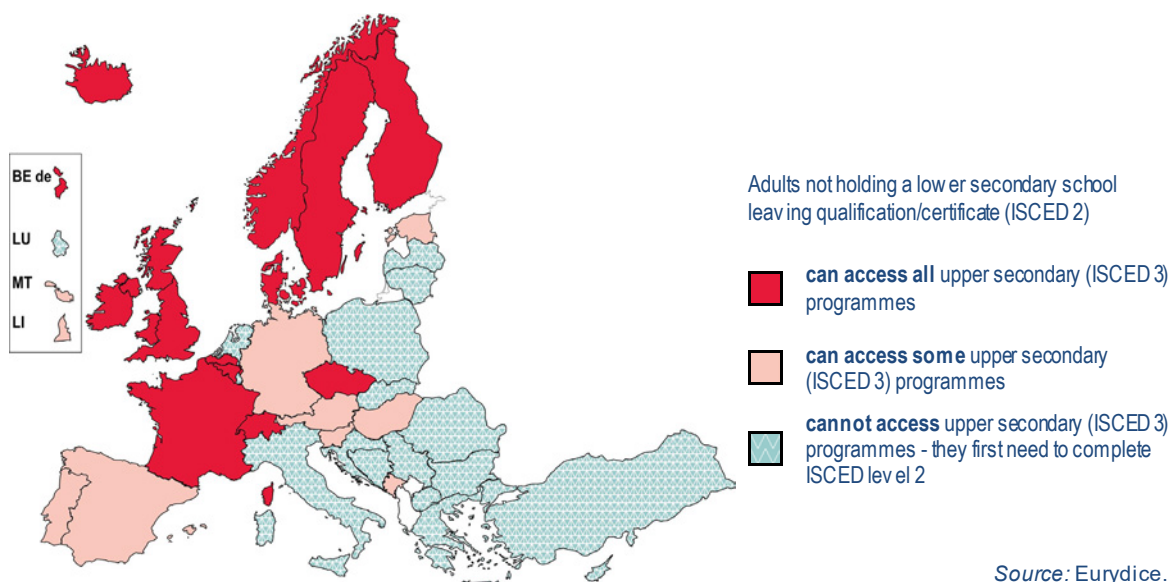 BE de
LU
MT
LI
Adults not holding a lower secondary school
leaving qualification/certificate (ISCED 2)
can access all upper secondary (ISCED 3)
programmes
can access some upper secondary
(ISCED 3) programmes
cannot access upper secondary (ISCED 3)
programmes - they first need to complete
ISCED level 2
Source: Eurydice.